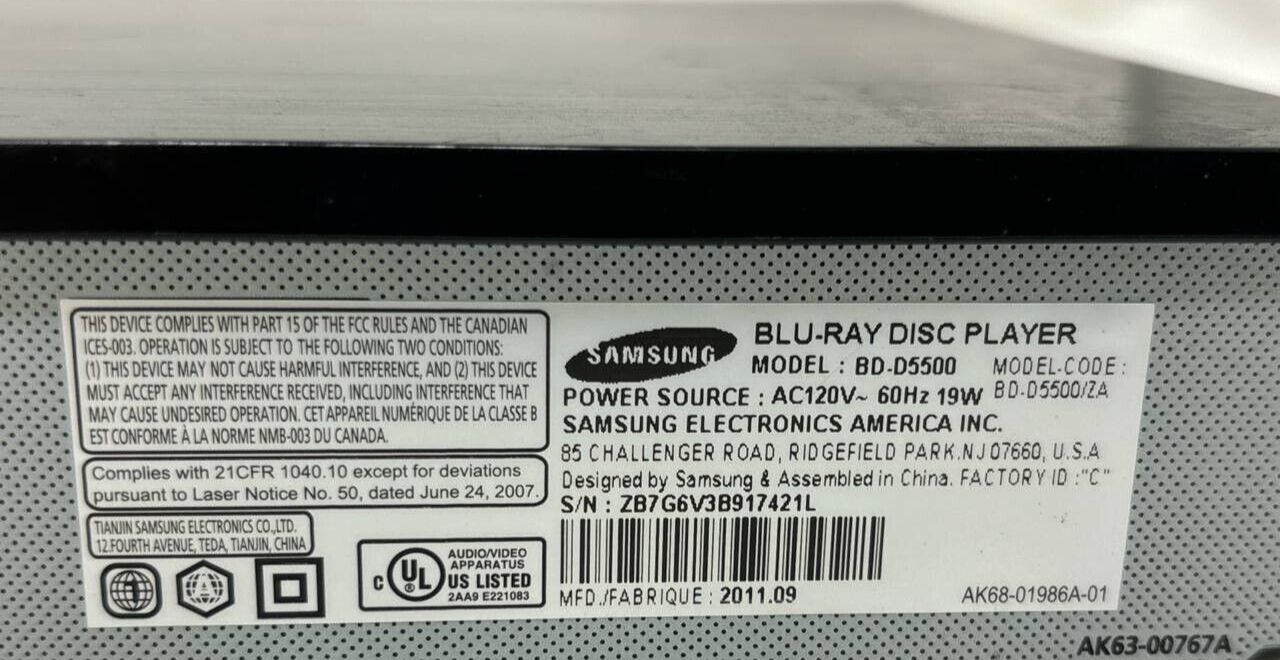 THIS DEVICE COMPLIES WITH PART 15 OF THE FCC RULES AND THE CANADIAN
ICES-003. OPERATION IS SUBJECT TO THE FOLLOWING TWO CONDITIONS:
(1) THIS DEVICE MAY NOT CAUSE HARMFUL INTERFERENCE, AND (2) THIS DEVICE
MUST ACCEPT ANY INTERFERENCE RECEIVED, INCLUDING INTERFERENCE THAT
MAY CAUSE UNDESIRED OPERATION. CET APPAREIL NUMÉRIQUE DE LA CLASSE B
EST CONFORME À LA NORME NMB-003 DU CANADA.
Complies with 21CFR 1040.10 except for deviations
pursuant to Laser Notice No. 50, dated June 24, 2007.
TIANJIN SAMSUNG ELECTRONICS CO.,LTD.
12.FOURTH AVENUE, TEDA, TIANJIN, CHINA
C UL
AUDIO/VIDEO
APPARATUS
US LISTED
2AA9 E221083
SAMSUNG
BLU-RAY DISC PLAYER
MODEL : BD-D5500
MODEL-CODE :
BD-D5500/ZA
POWER SOURCE : AC120V~ 60Hz 19W
SAMSUNG ELECTRONICS AMERICA INC.
85 CHALLENGER ROAD, RIDGEFIELD PARK.NJ 07660, U.S.A
Designed by Samsung & Assembled in China. FACTORY ID :"C"
S/N : ZB7G6V3B917421L
MFD./FABRIQUE : 2011.09
AK68-01986A-01
AK63-00767A